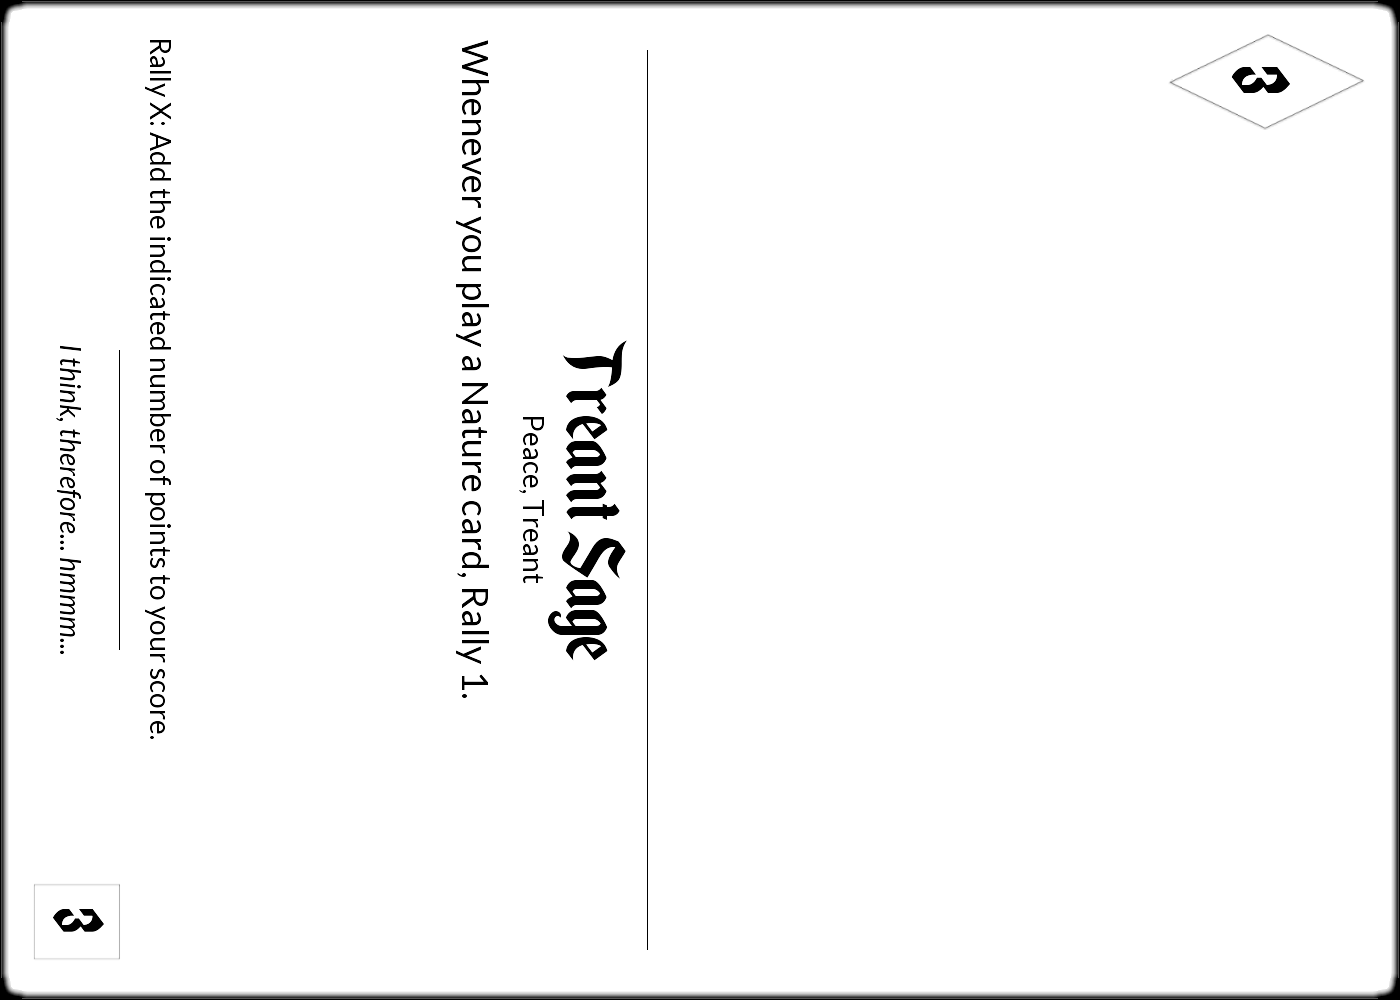 3
Treant Sage
Peace, Treant
Whenever you play a Nature card, Rally 1.
Rally X: Add the indicated number of points to your score.
I think, therefore... hmmm...
3